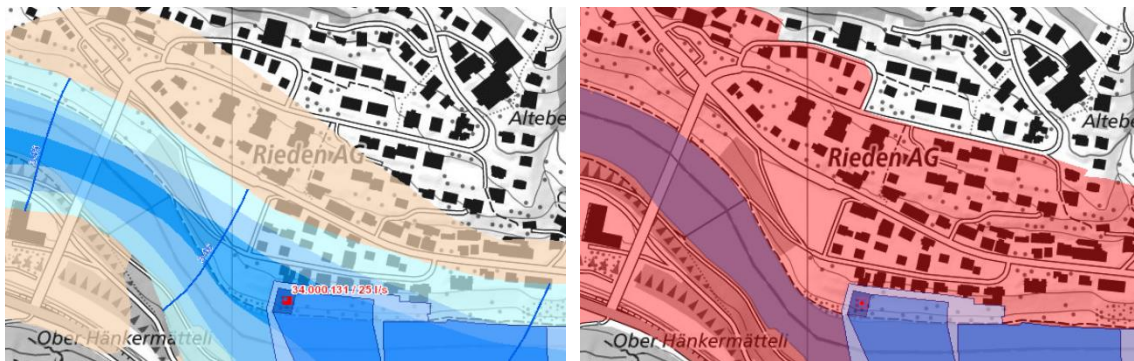 Altebe
Rieden AG
34.000.131 / 25 l/s
Ober Hänkermätteli
Altebe
Rieden AG
Ober Hänkermätteli